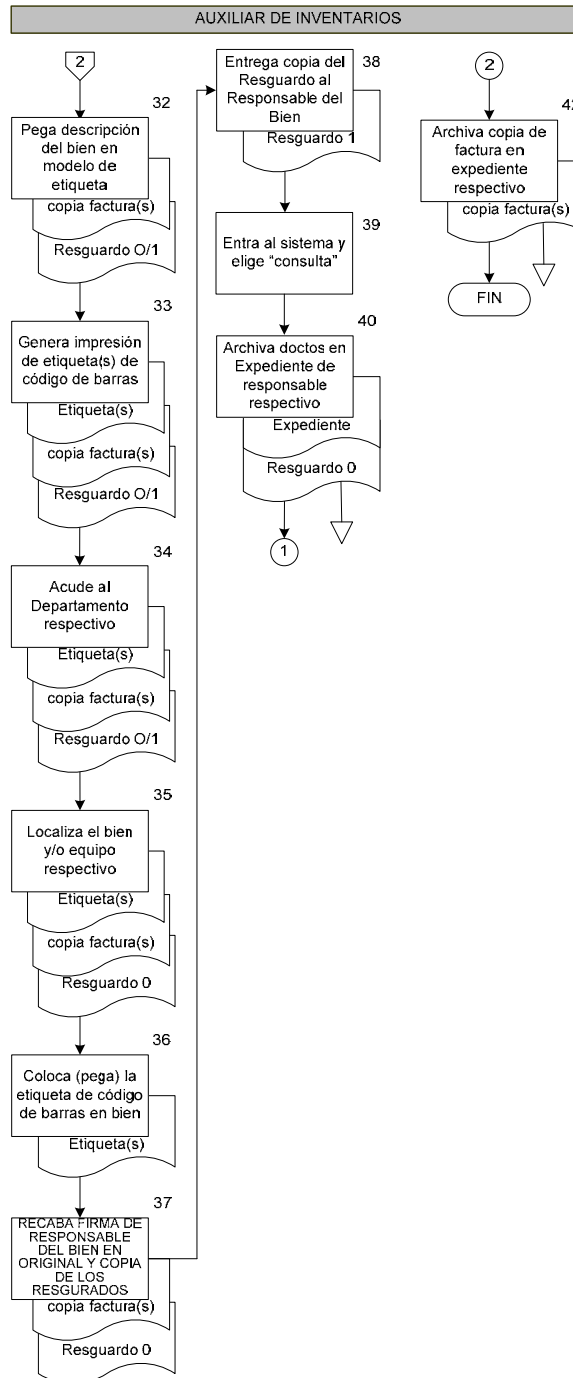 AUXILIAR DE INVENTARIOS
2
32
Pega descripción
del bien en
modelo de
etiqueta
copia factura(s)
Resguardo O/1
33
Genera impresión
de etiqueta(s) de
código de barras
Etiqueta(s)
copia factura(s)
Resguardo O/1
34
Acude al
Departamento
respectivo
Etiqueta(s)
copia factura(s)
Resguardo O/1
35
Localiza el bien
y/o equipo
respectivo
Etiqueta(s)
copia factura(s)
Resguardo 0
36
Coloca (pega) la
etiqueta de código
de barras en bien
Etiqueta(s)
37
RECABA FIRMA DE
RESPONSABLE
DEL BIEN EN
ORIGINAL Y COPIA
DE LOS
RESGURADOS
copia factura(s)
Resguardo 0
38
Entrega copia del
Resguardo al
Responsable del
Bien
Resguardo 1
39
Entra al sistema y
elige "consulta"
40
Archiva doctos en
Expediente de
responsable
respectivo
Expediente
Resguardo 0
1
2
Archiva copia de
factura en
expediente
respectivo
copia factura(s)
FIN